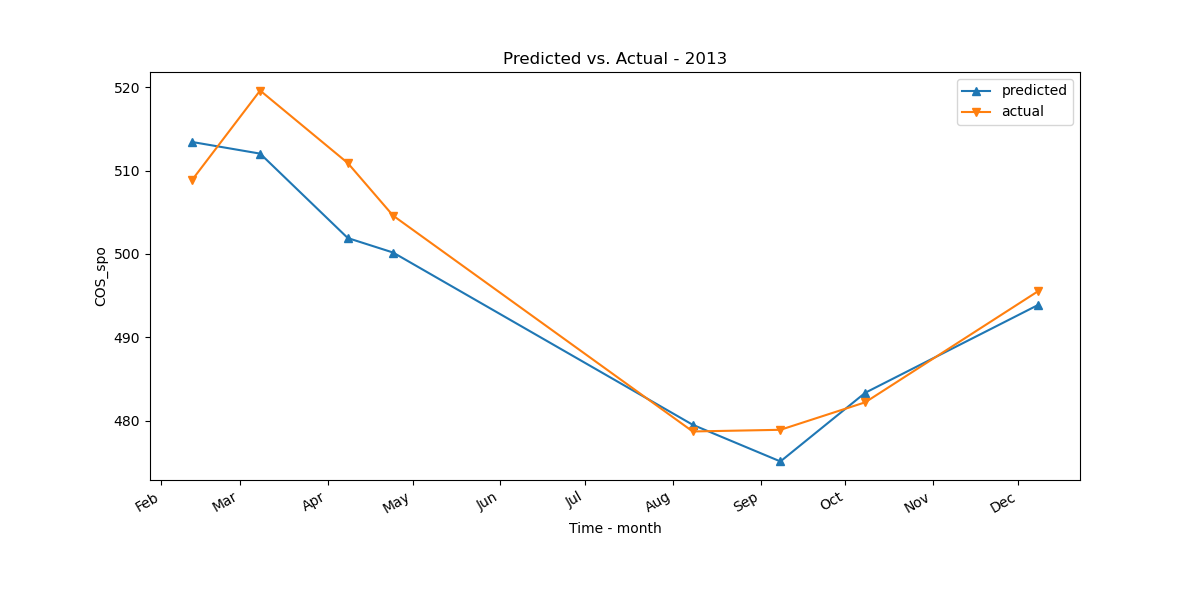 Predicted vs. Actual - 2013
predicted
actual
COS_spo
520
510
500
490
480
Feb
Mar
Apr
May
Jun
Jul
Aug
Sep
Oct
Nov
Dec
Time - month